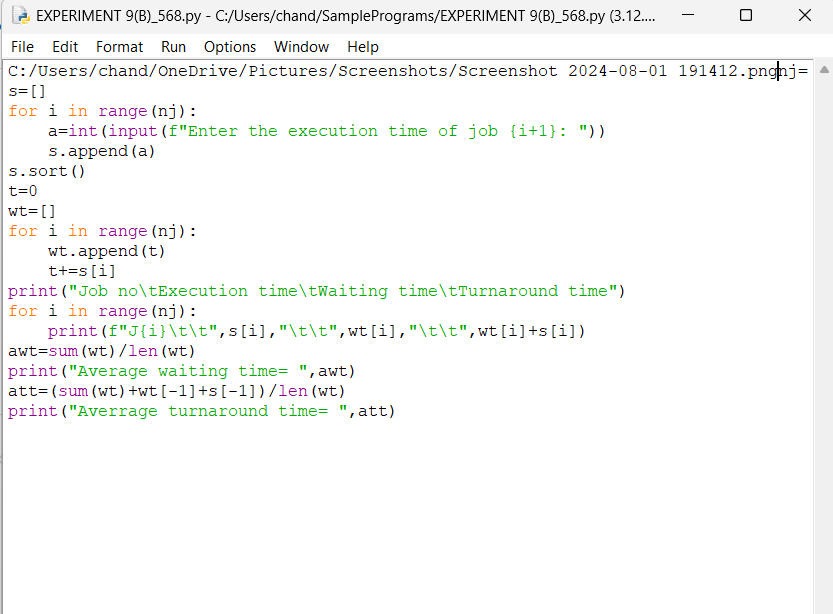 EXPERIMENT 9(B)_568.py - C:/Users/chand/SamplePrograms/EXPERIMENT 9(B)_568.py (3.12....
File Edit Format Run Options Window Help
C:/Users/chand/OneDrive/Pictures/Screenshots/Screenshot 2024-08-01 191412.pngnj=
s=[]
for i in range(nj):
    a=int(input(f"Enter the execution time of job {i+1}: "))
    s.append(a)
s.sort()
t=0
wt=[]
for i in range(nj):
    wt.append(t)
    t+=s[i]
print("Job no\tExecution time\tWaiting time\tTurnaround time")
for i in range(nj):
    print(f"J{i}\t\t",s[i],"\t\t",wt[i],"\t\t",wt[i]+s[i])
awt=sum(wt)/len(wt)
print("Average waiting time= ",awt)
att=(sum(wt)+wt[-1]+s[-1])/len(wt)
print("Averrage turnaround time= ",att)